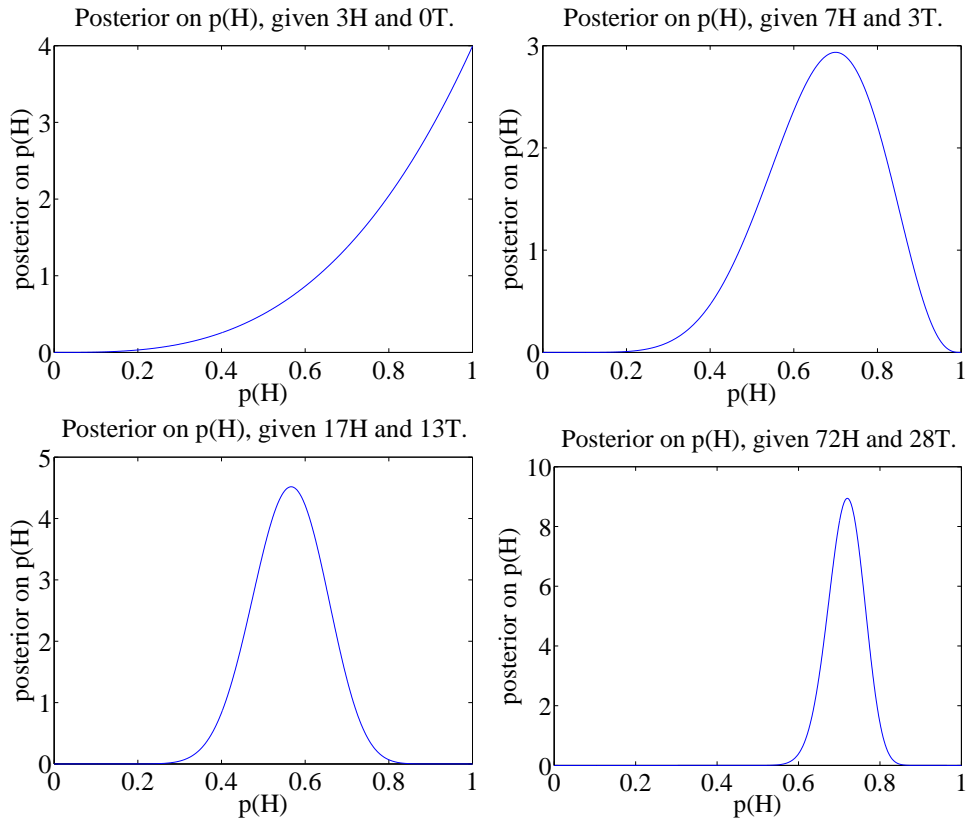 Posterior on p(H), given 3H and 0T.
posterior on p(H)
4
3
2
1
0
0 0.2 0.4 0.6 0.8 1
p(H)
Posterior on p(H), given 7H and 3T.
posterior on p(H)
3
2
1
0
0 0.2 0.4 0.6 0.8 1
p(H)
Posterior on p(H), given 17H and 13T.
posterior on p(H)
5
4
3
2
1
0
0 0.2 0.4 0.6 0.8 1
p(H)
Posterior on p(H), given 72H and 28T.
posterior on p(H)
10
8
6
4
2
0
0 0.2 0.4 0.6 0.8 1
p(H)